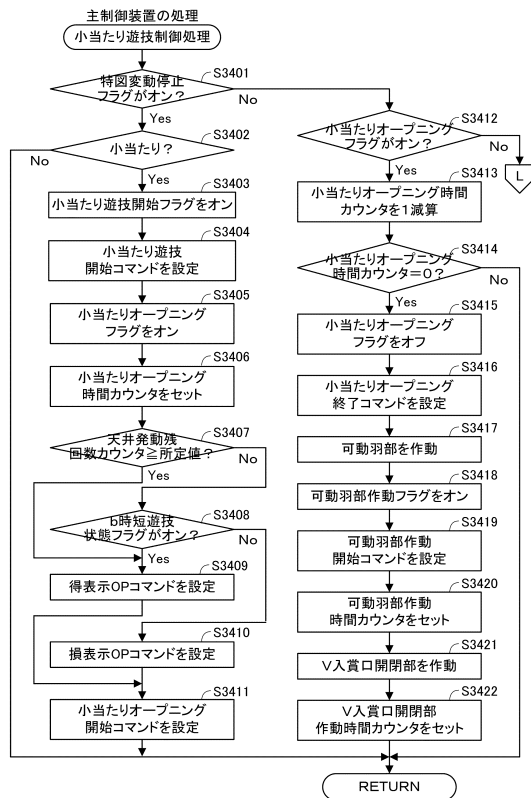 主制御装置の処理
小当たり遊技制御処理
S3401
特図変動停止
フラグがオン?
No
Yes
S3402
小当たり?
No
Yes
S3403
小当たり遊技開始フラグをオン
S3404
小当たり遊技
開始コマンドを設定
S3405
小当たりオープニング
フラグをオン
S3406
小当たりオープニング
時間カウンタをセット
S3407
天井発動残
回数カウンタ≧所定値?
No
Yes
S3408
b時短遊技
状態フラグがオン?
No
Yes
S3409
得表示OPコマンドを設定
S3410
損表示OPコマンドを設定
S3411
小当たりオープニング
開始コマンドを設定
S3412
小当たりオープニング
フラグがオン?
No
L
Yes
S3413
小当たりオープニング時間
カウンタを1減算
S3414
小当たりオープニング
時間カウンタ=0?
No
Yes
S3415
小当たりオープニング
フラグをオフ
S3416
小当たりオープニング
終了コマンドを設定
S3417
可動羽部を作動
S3418
可動羽部作動フラグをオン
S3419
可動羽部作動
開始コマンドを設定
S3420
可動羽部作動
時間カウンタをセット
S3421
V入賞口開閉部を作動
S3422
V入賞口開閉部
作動時間カウンタをセット
RETURN